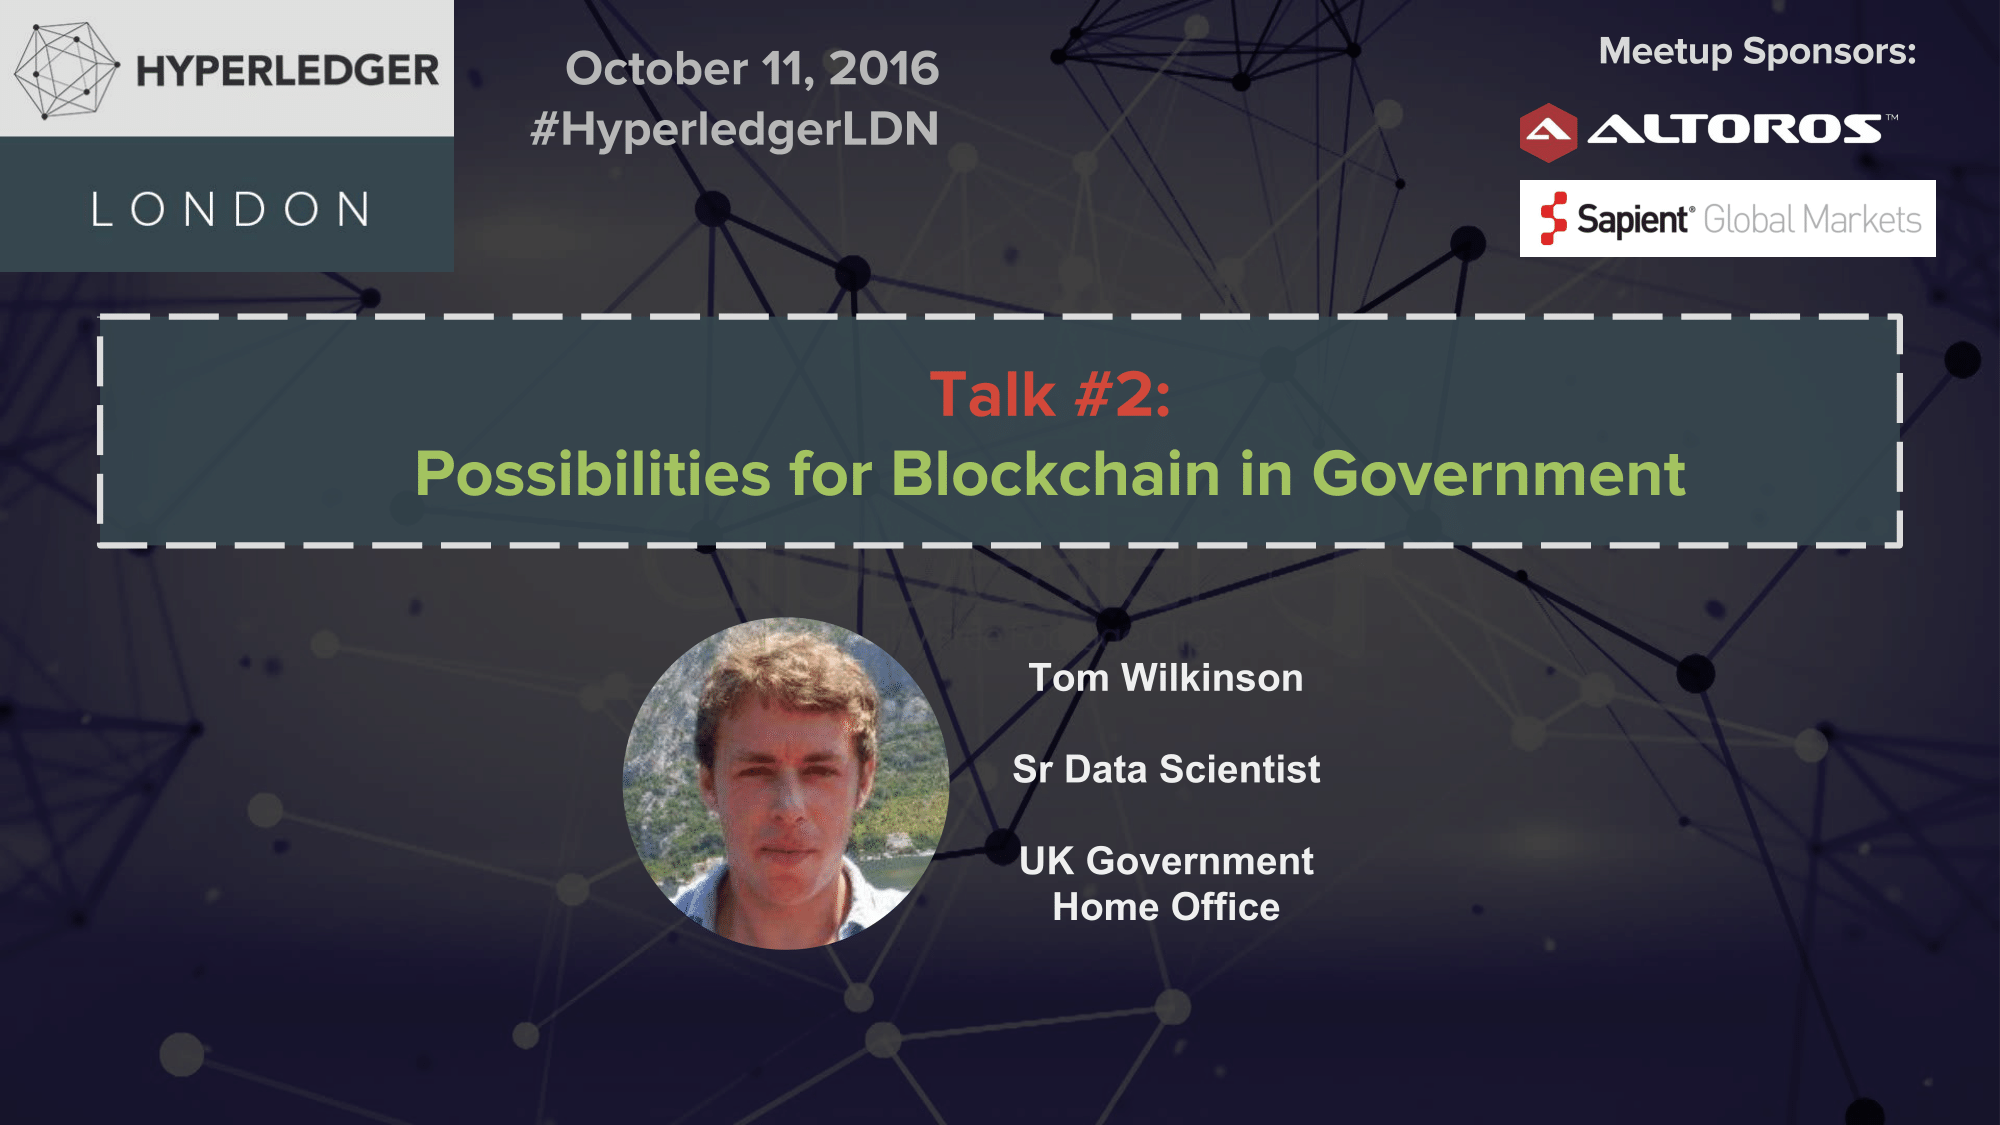 HYPERLEDGER
LONDON
October 11, 2016
#HyperledgerLDN
Meetup Sponsors:
ALTOROS™
Sapient® Global Markets
Talk #2:
Possibilities for Blockchain in Government
Tom Wilkinson
Sr Data Scientist
UK Government
Home Office